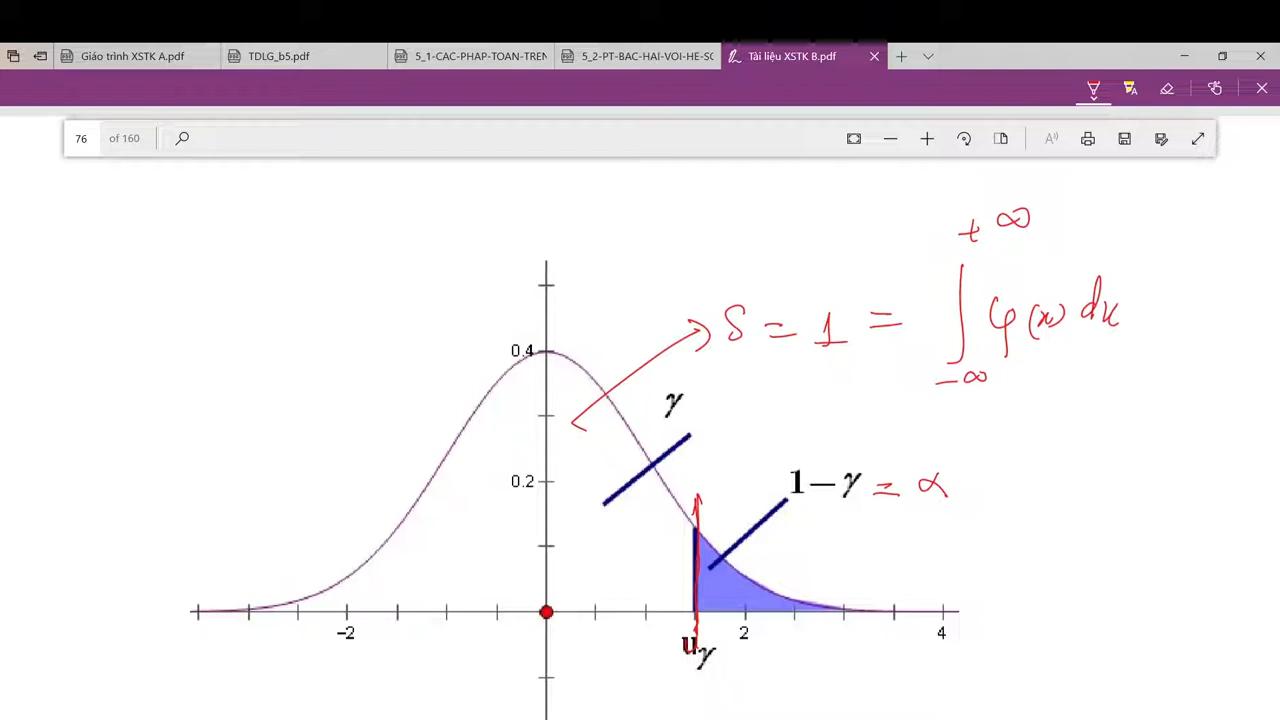 Giáo trình XSTK A.pdf
TDLG_b5.pdf
5_1-CAC-PHAP-TOAN-TREN
5_2-PT-BAC-HAI-VOI-HE-SC
Tài liệu XSTK B.pdf
76 of 160
+∞
S = 1 = ∫ φ(x) dx
-∞
0.4
γ
0.2
1-γ = α
-2
2
4
uγ